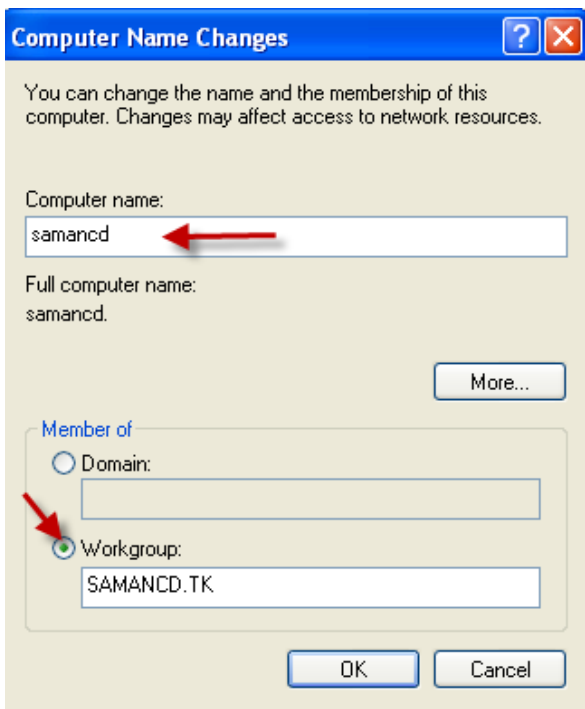 Computer Name Changes
You can change the name and the membership of this
computer. Changes may affect access to network resources.
Computer name:
samancd
Full computer name:
samancd.
More...
Member of
Domain:
Workgroup:
SAMANCD.TK
OK Cancel